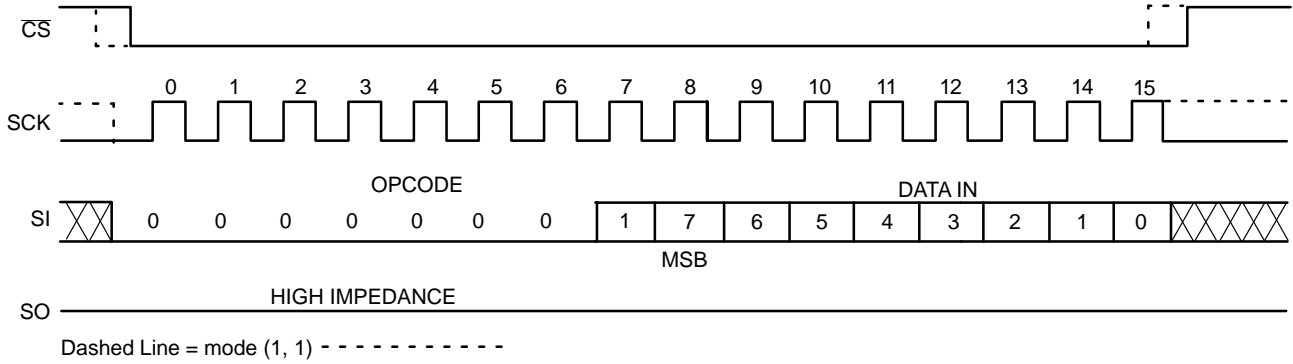 CS
0 1 2 3 4 5 6 7 8 9 10 11 12 13 14 15
SCK
OPCODE
DATA IN
SI 0 0 0 0 0 0 0 1 7 6 5 4 3 2 1 0
MSB
HIGH IMPEDANCE
SO
Dashed Line = mode (1, 1)